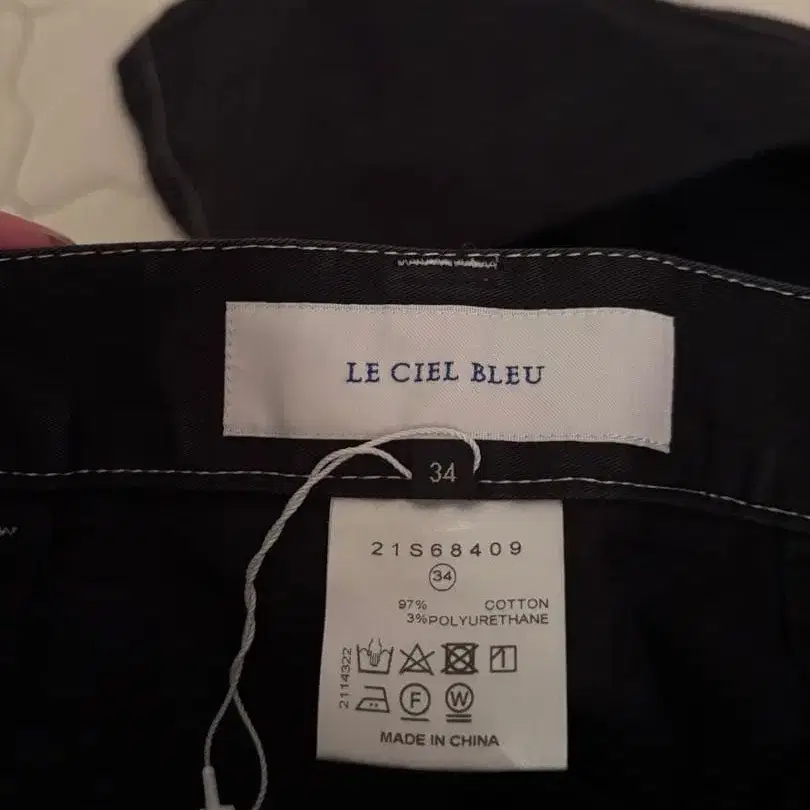 LE CIEL BLEU
34
21S68409
34
97% COTTON
3% POLYURETHANE
2114322
F W
MADE IN CHINA